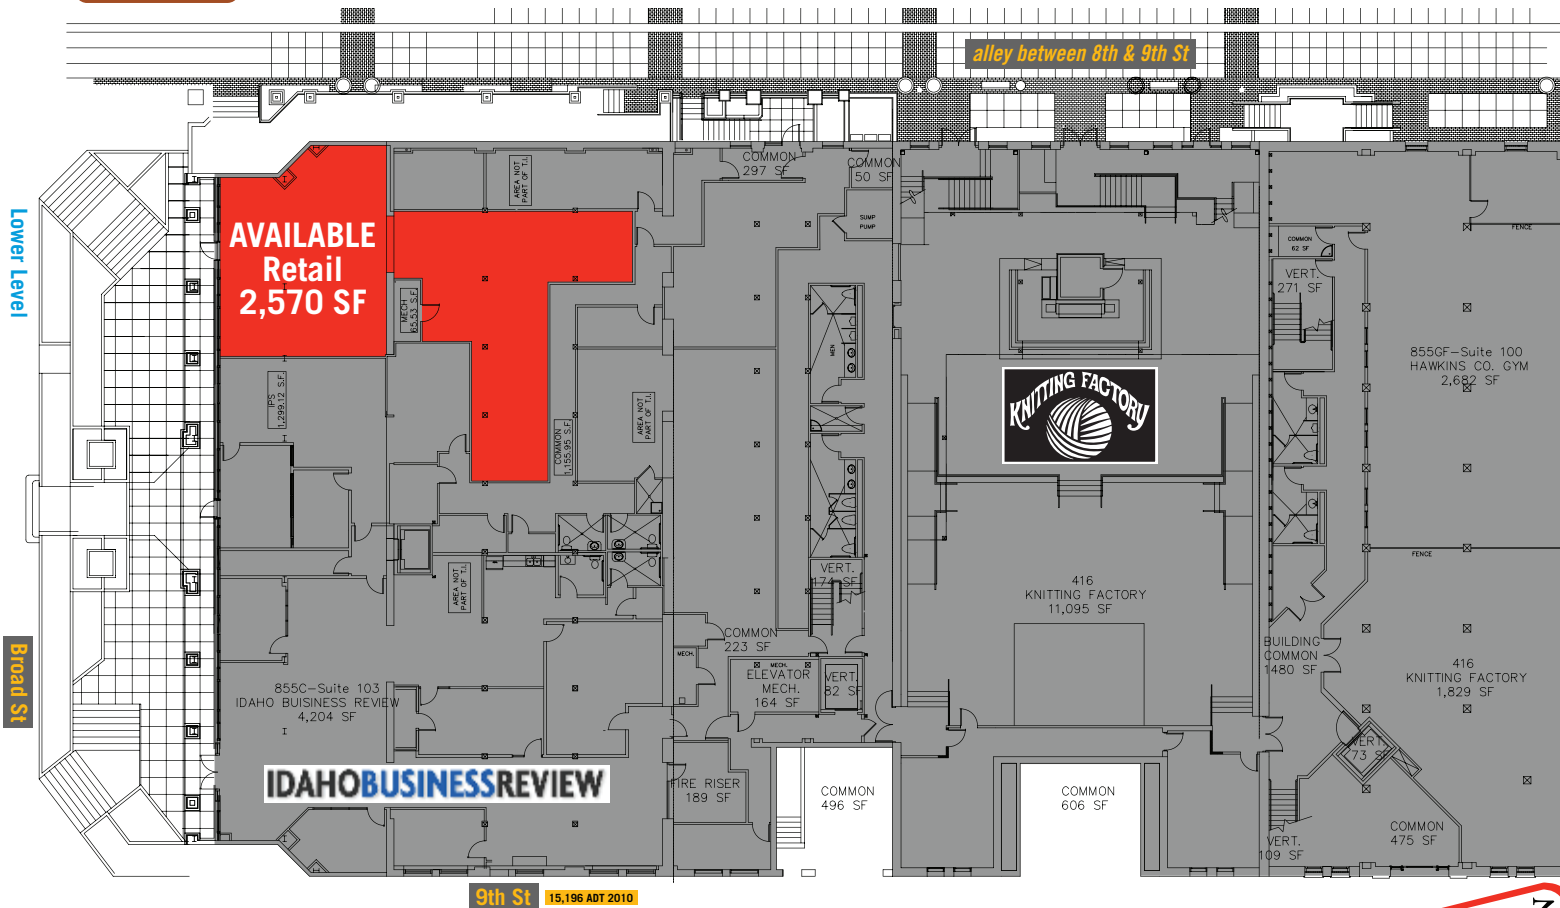 alley between 8th & 9th St
Lower Level
Broad St
AVAILABLE
Retail
2,570 SF
AREA NOT
PART OF T.I.
COMMON
297 SF
COMMON
50 SF
SUMP
PUMP
MECH
65.53 S.F.
IPS
1,299.12 S.F.
COMMON
1,155.95 S.F.
AREA NOT
PART OF T.I.
MEN
KNITTING FACTORY
COMMON
62 SF
VERT.
271 SF
FENCE
855GF-Suite 100
HAWKINS CO. GYM
2,682 SF
FENCE
AREA NOT
PART OF T.I.
VERT.
174 SF
416
KNITTING FACTORY
11,095 SF
COMMON
223 SF
MECH.
MECH.
ELEVATOR
MECH.
164 SF
VERT.
82 SF
BUILDING
COMMON
1480 SF
416
KNITTING FACTORY
1,829 SF
855C-Suite 103
IDAHO BUISINESS REVIEW
4,204 SF
VERT.
73 SF
IDAHOBUSINESSREVIEW
FIRE RISER
189 SF
COMMON
496 SF
COMMON
606 SF
COMMON
475 SF
VERT.
109 SF
9th St
15,196 ADT 2010
N